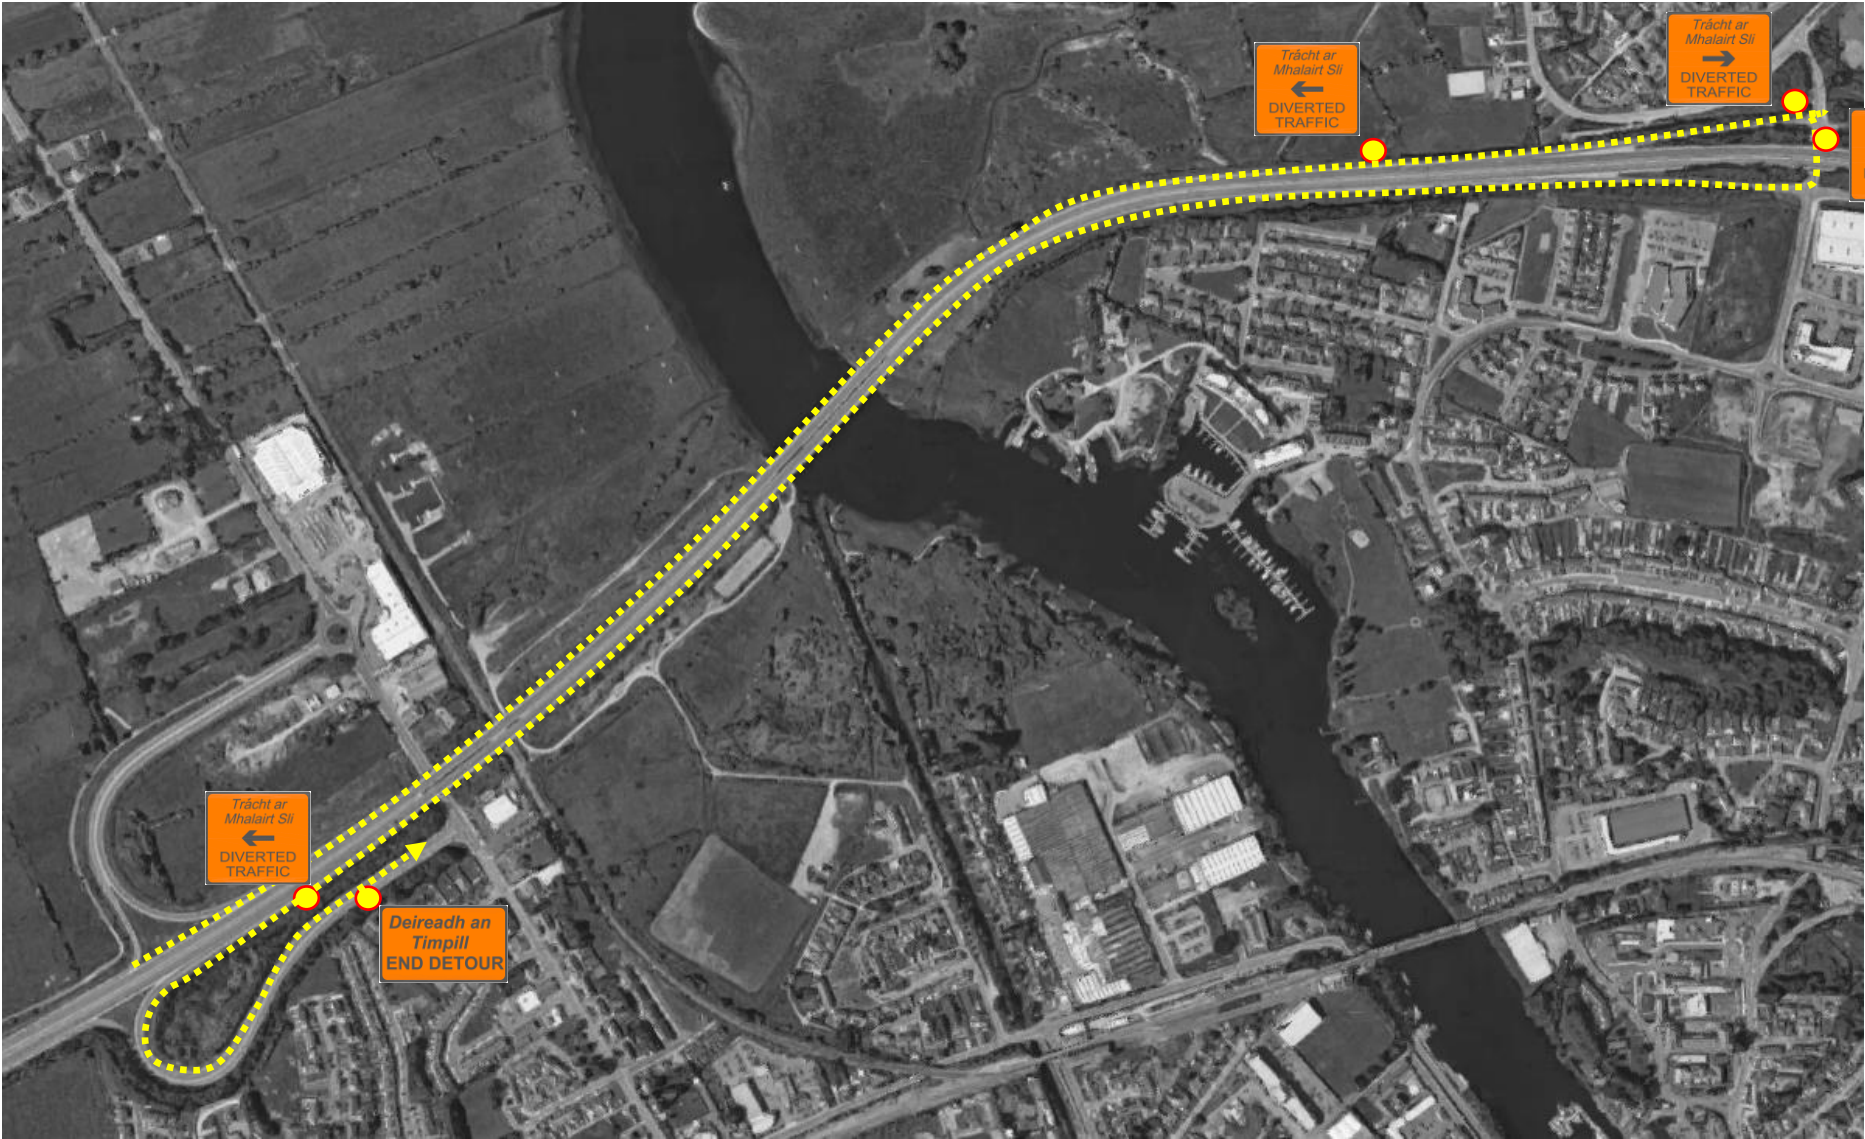 Trácht ar
Mhalairt Slí
DIVERTED
TRAFFIC
Trácht ar
Mhalairt Slí
DIVERTED
TRAFFIC
Trácht ar
Mhalairt Slí
DIVERTED
TRAFFIC
Deireadh an
Timpill
END DETOUR